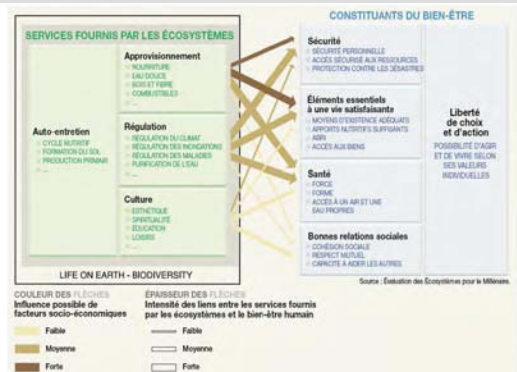 SERVICES FOURNIS PAR LES ÉCOSYSTÈMES
Auto-entretien
CYCLE NUTRITIF
FORMATION DU SOL
PRODUCTION PRIMAIR
...
Approvisionnement
NOURRITURE
EAU DOUCE
BOIS ET FIBRE
COMBUSTIBLES
...
Régulation
RÉGULATION DU CLIMAT
RÉGULATION DES INONDATIONS
RÉGULATION DES MALADIES
PURIFICATION DE L'EAU
...
Culture
ESTHÉTIQUE
SPIRITUALITÉ
ÉDUCATION
LOISIRS
...
LIFE ON EARTH - BIODIVERSITY
CONSTITUANTS DU BIEN-ÊTRE
Sécurité
SÉCURITÉ PERSONNELLE
ACCÈS SÉCURISÉ AUX RESSOURCES
PROTECTION CONTRE LES DÉSASTRES
Éléments essentiels
à une vie satisfaisante
MOYENS D'EXISTENCE ADÉQUATS
APPORTS NUTRITIFS SUFFISANTS
ABRI
ACCÈS AUX BIENS
Santé
FORCE
FORME
ACCÈS À UN AIR ET UNE
EAU PROPRES
Bonnes relations sociales
COHÉSION SOCIALE
RESPECT MUTUEL
CAPACITÉ À AIDER LES AUTRES
Liberté
de choix
et d'action
POSSIBILITÉ D'AGIR
ET DE VIVRE SELON
SES VALEURS
INDIVIDUELLES
Source : Évaluation des Écosystèmes pour le Millénaire.
COULEUR DES FLÈCHES
Influence possible de
facteurs socio-économiques
Faible
Moyenne
Forte
ÉPAISSEUR DES FLÈCHES
Intensité des liens entre les services fournis
par les écosystèmes et le bien-être humain
Faible
Moyenne
Forte